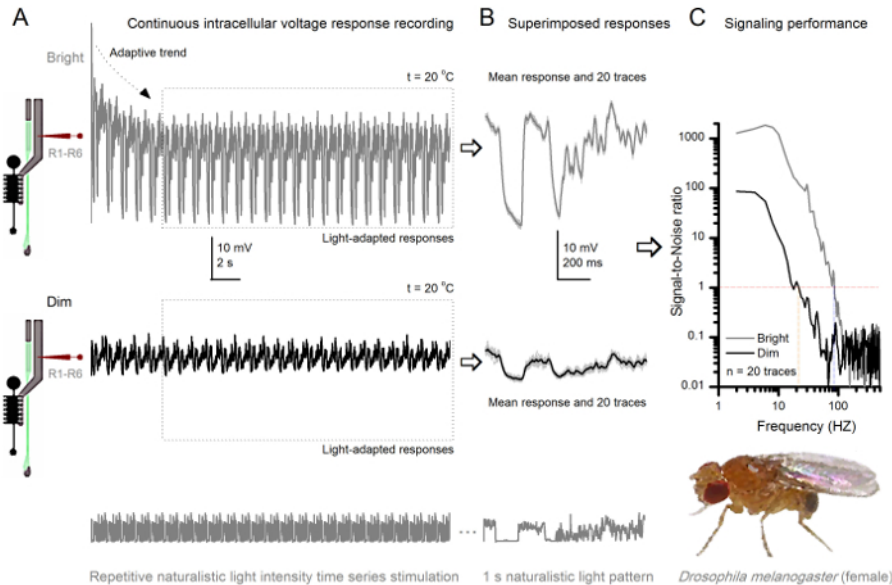 A
Continuous intracellular voltage response recording
B
Superimposed responses
C
Signaling performance
Bright
Adaptive trend
t = 20 °C
R1-R6
Light-adapted responses
10 mV
2 s
Mean response and 20 traces
10 mV
200 ms
Dim
t = 20 °C
R1-R6
Light-adapted responses
Mean response and 20 traces
Signal-to-Noise ratio
1000
100
10
1
0.1
0.01
Bright
Dim
n = 20 traces
1
10
100
Frequency (HZ)
Repetitive naturalistic light intensity time series stimulation
1 s naturalistic light pattern
Drosophila melanogaster (female)